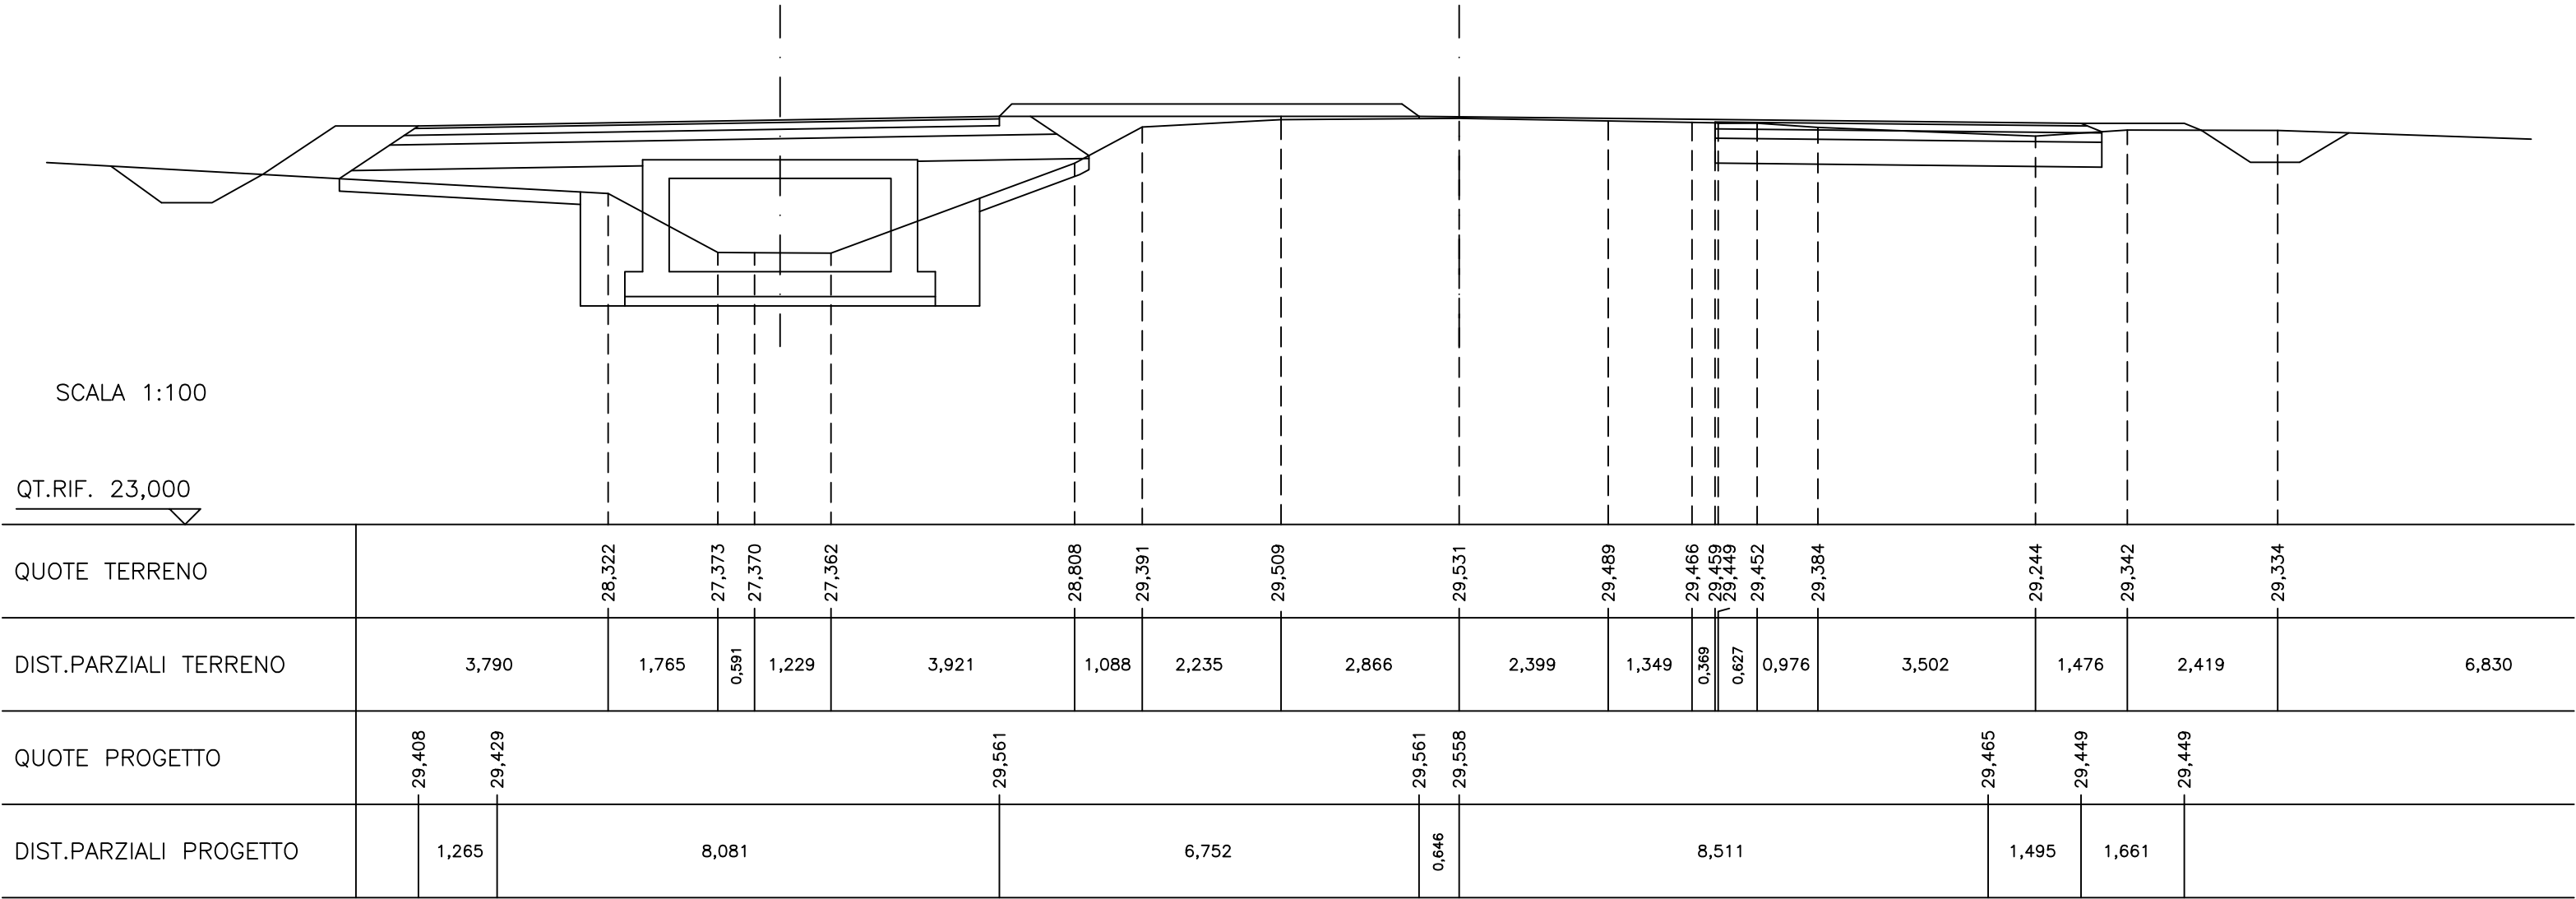 SCALA 1:100
QT.RIF. 23,000
QUOTE TERRENO 28,322 27,373 27,370 27,362 28,808 29,391 29,509 29,531 29,489 29,466 29,459 29,449 29,452 29,384 29,244 29,342 29,334
DIST.PARZIALI TERRENO 3,790 1,765 0,591 1,229 3,921 1,088 2,235 2,866 2,399 1,349 0,369 0,627 0,976 3,502 1,476 2,419 6,830
QUOTE PROGETTO 29,408 29,429 29,561 29,561 29,558 29,465 29,449 29,449
DIST.PARZIALI PROGETTO 1,265 8,081 6,752 0,646 8,511 1,495 1,661